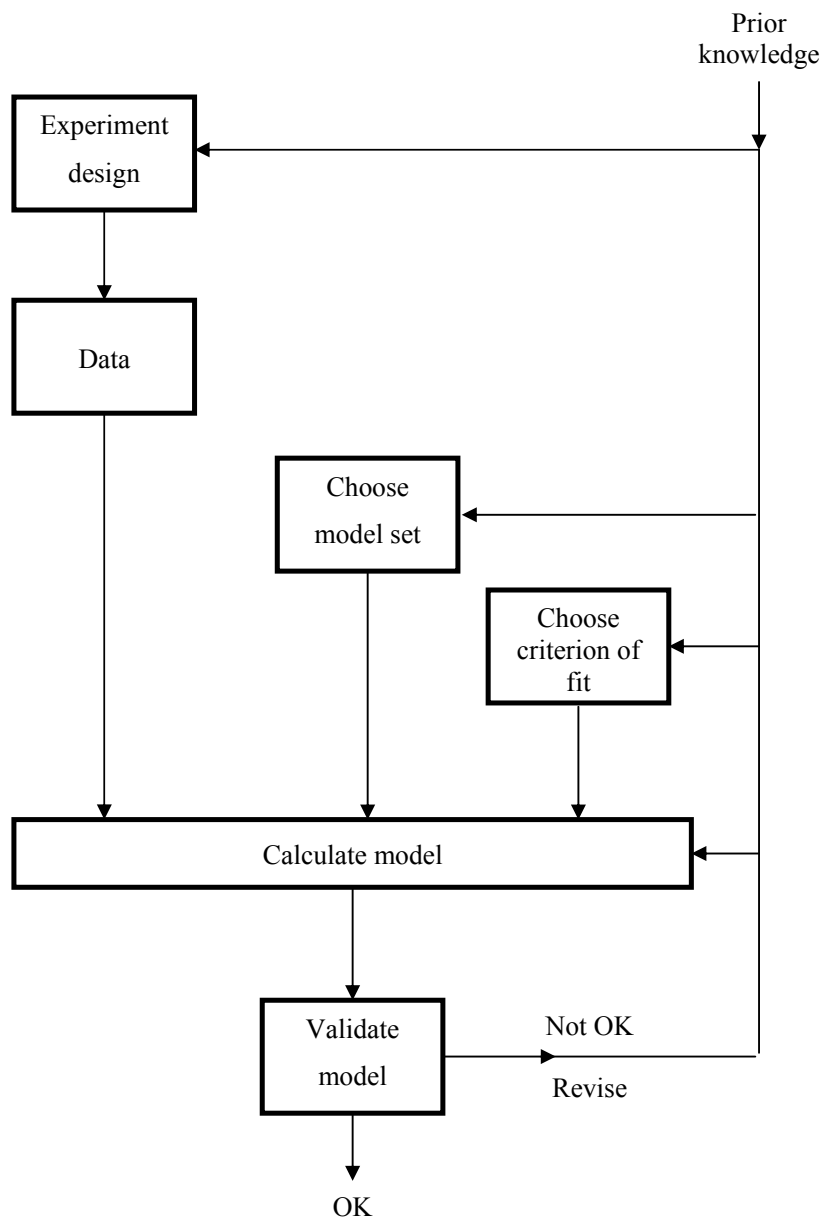 Prior
knowledge
Experiment
design
Data
Choose
model set
Choose
criterion of
fit
Calculate model
Validate
model
Not OK
Revise
OK